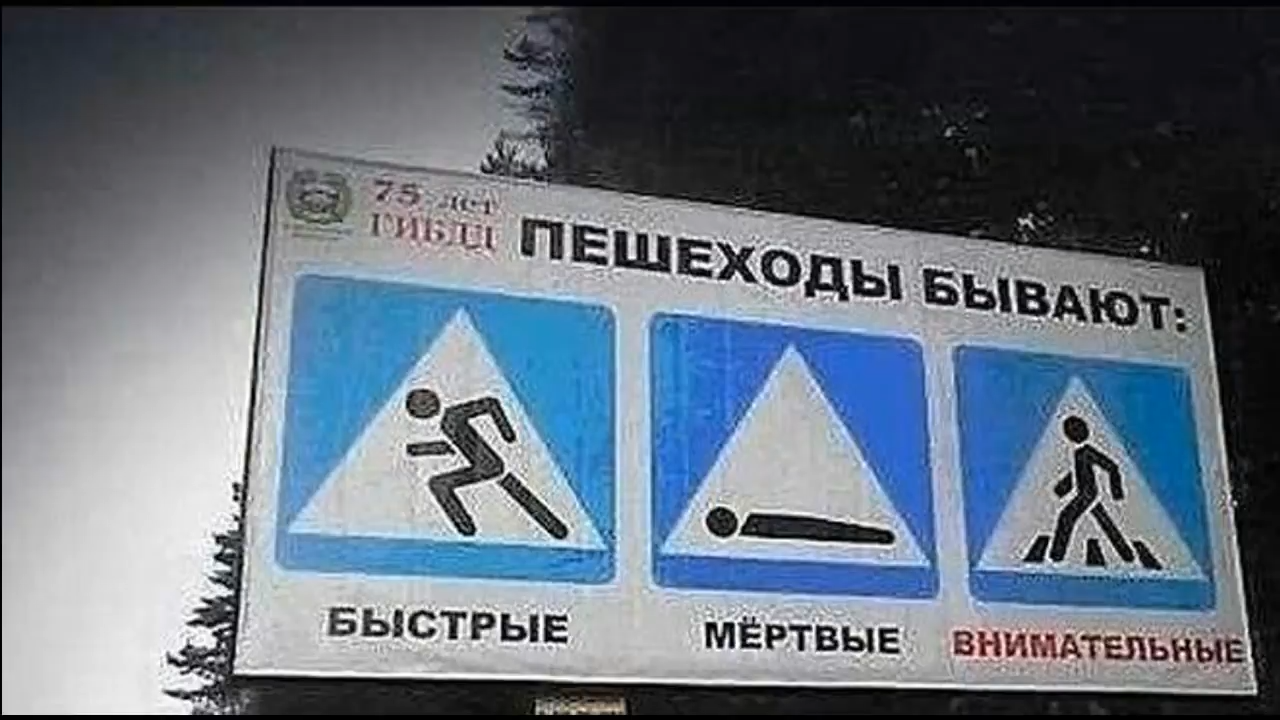 75 лет
ГИБДД
ПЕШЕХОДЫ БЫВАЮТ:
БЫСТРЫЕ
МЁРТВЫЕ
ВНИМАТЕЛЬНЫЕ